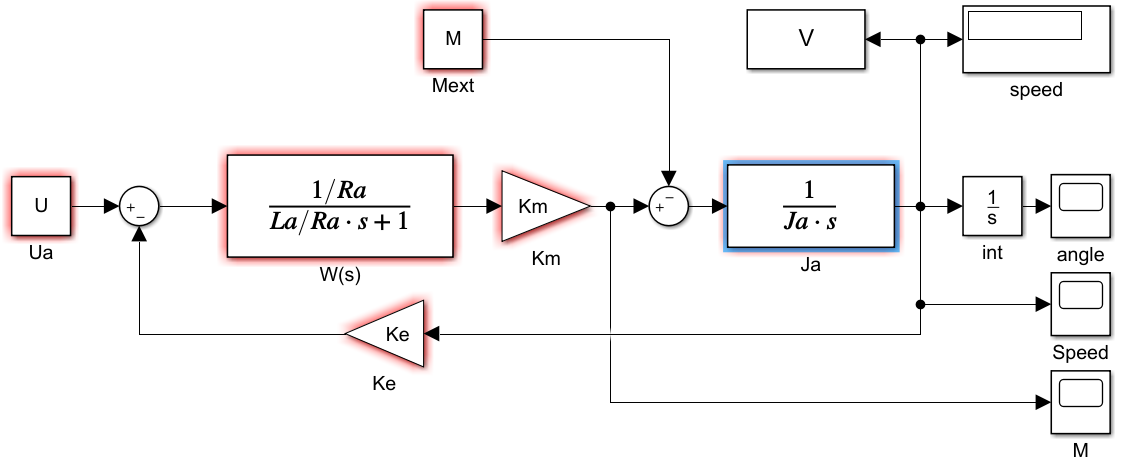 M
Mext
V
speed
U
Ua
+
−
1/Ra
La/Ra · s + 1
W(s)
Km
Km
−
+
1
Ja · s
Ja
1
s
int
angle
Ke
Ke
Speed
M